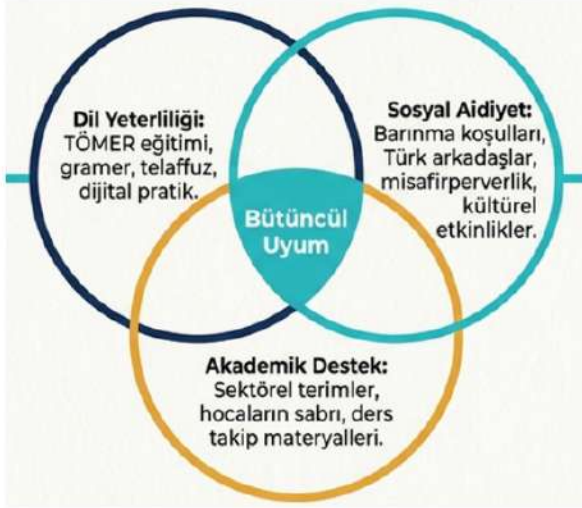 Dil Yeterliliği:
TÖMER eğitimi,
gramer, telaffuz,
dijital pratik.
Sosyal Aidiyet:
Barınma koşulları,
Türk arkadaşlar,
misafirperverlik,
kültürel
etkinlikler.
Bütüncül
Uyum
Akademik Destek:
Sektörel terimler,
hocaların sabrı, ders
takip materyalleri.